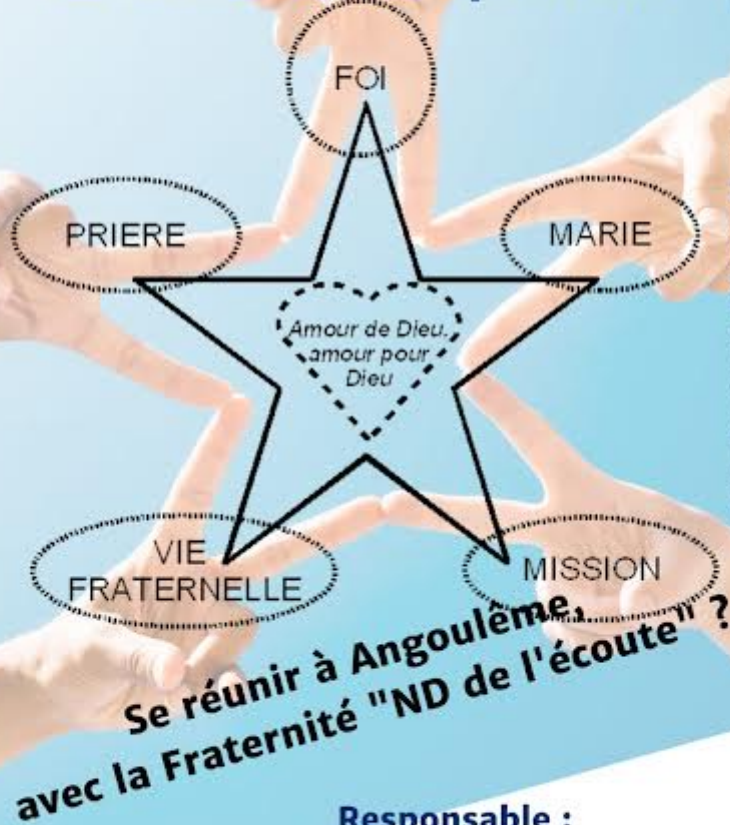 FOI
PRIERE
MARIE
Amour de Dieu.
amour pour
Dieu
VIE
FRATERNELLE
MISSION
Se réunir à Angoulême,
avec la Fraternité "ND de l'écoute" ?
Responsable :